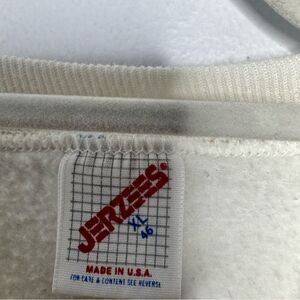 JERZEES
XL
46
MADE IN U.S.A.
FOR CARE & CONTENT SEE REVERSE